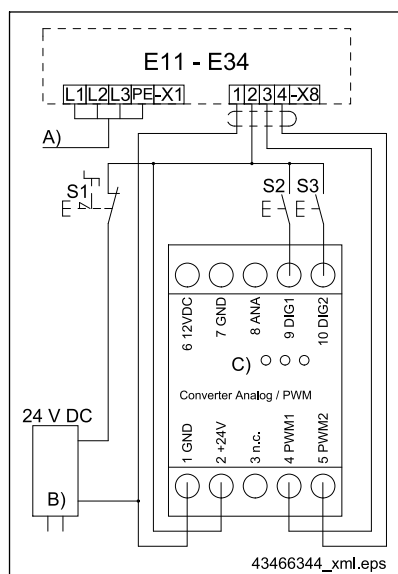 E11 - E34
L1 L2 L3 PE -X1 1 2 3 4 -X8
A)
S1 S2 S3
6 12VDC
7 GND
8 ANA
9 DIG1
10 DIG2
C)
Converter Analog / PWM
24 V DC
B)
1 GND
2 +24V
3 n.c.
4 PWM1
5 PWM2
43466344_xml.eps